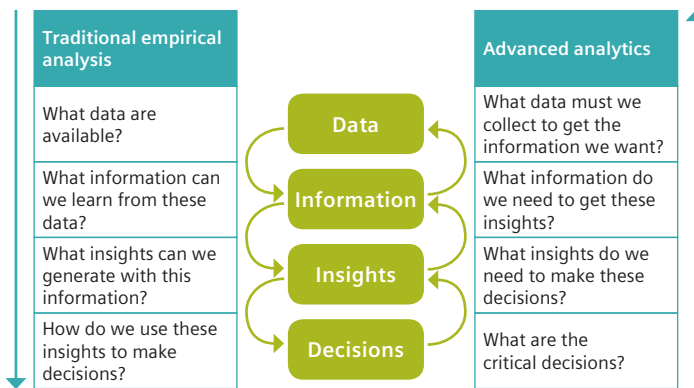 Traditional empirical
analysis
What data are
available?
What information can
we learn from these
data?
What insights can we
generate with this
information?
How do we use these
insights to make
decisions?
Data
Information
Insights
Decisions
Advanced analytics
What data must we
collect to get the
information we want?
What information do
we need to get these
insights?
What insights do we
need to make these
decisions?
What are the
critical decisions?